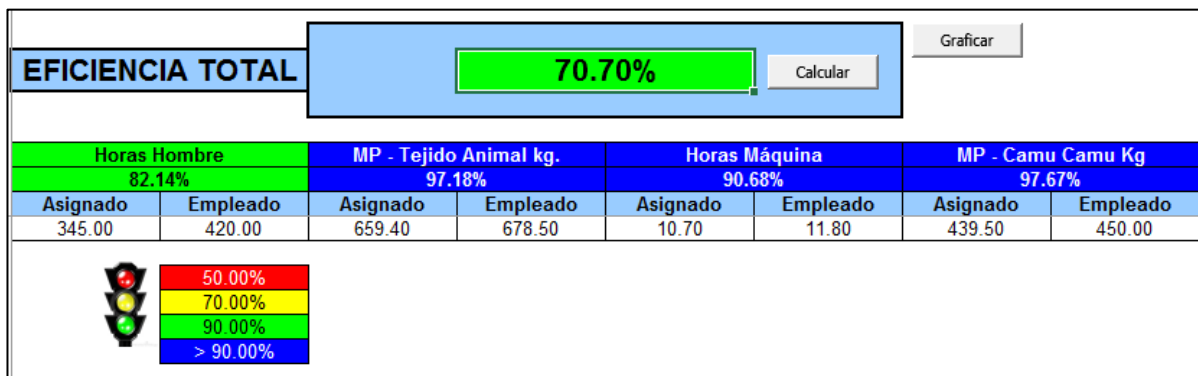 Graficar
EFICIENCIA TOTAL 70.70% Calcular
Horas Hombre MP - Tejido Animal kg. Horas Máquina MP - Camu Camu Kg
82.14% 97.18% 90.68% 97.67%
Asignado Empleado Asignado Empleado Asignado Empleado Asignado Empleado
345.00 420.00 659.40 678.50 10.70 11.80 439.50 450.00
50.00%
70.00%
90.00%
> 90.00%